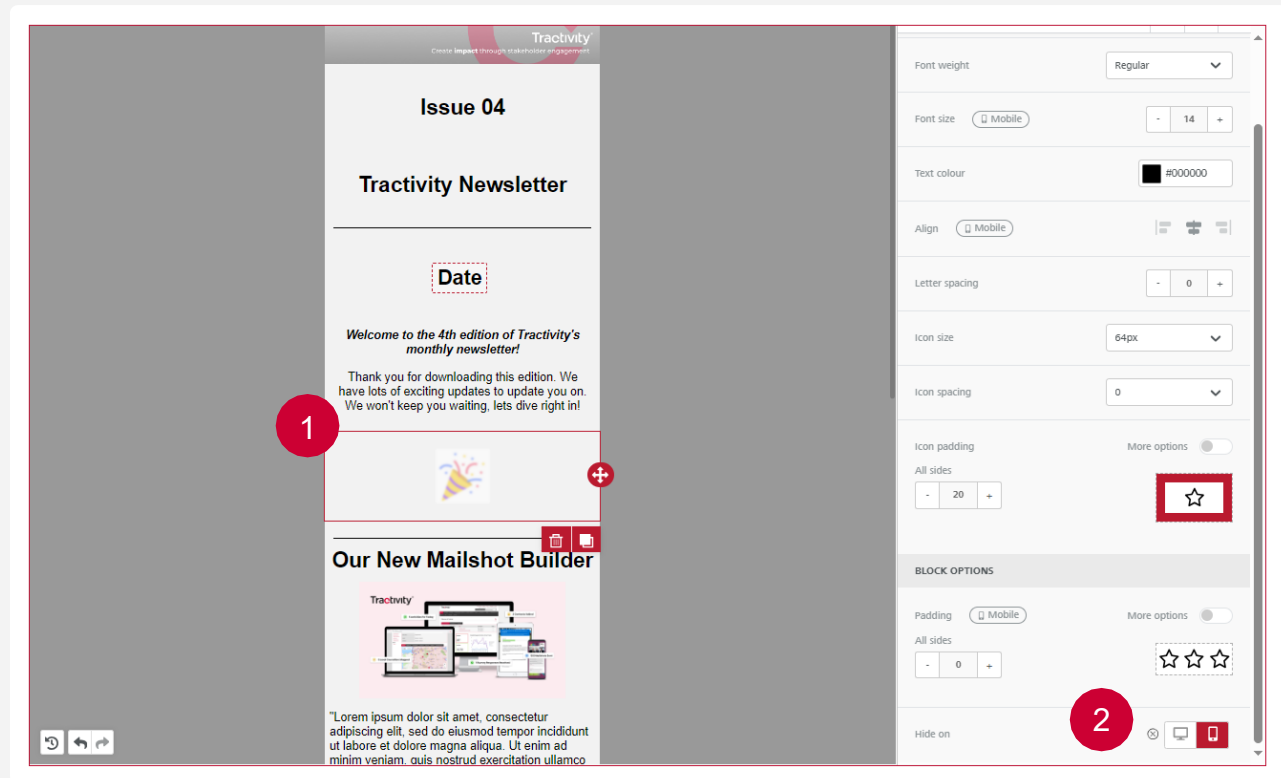 Tractivity
Create impact through stakeholder engagement
Issue 04
Tractivity Newsletter
Date
Welcome to the 4th edition of Tractivity's
monthly newsletter!
Thank you for downloading this edition. We
have lots of exciting updates to update you on.
We won't keep you waiting, lets dive right in!
1
Our New Mailshot Builder
Tractivity
"Lorem ipsum dolor sit amet, consectetur
adipiscing elit, sed do eiusmod tempor incididunt
ut labore et dolore magna aliqua. Ut enim ad
minim veniam, quis nostrud exercitation ullamco
Font weight Regular
Font size Mobile - 14 +
Text colour #000000
Align Mobile
Letter spacing - 0 +
Icon size 64px
Icon spacing 0
Icon padding More options
All sides
- 20 +
BLOCK OPTIONS
Padding Mobile More options
All sides
- 0 +
2
Hide on